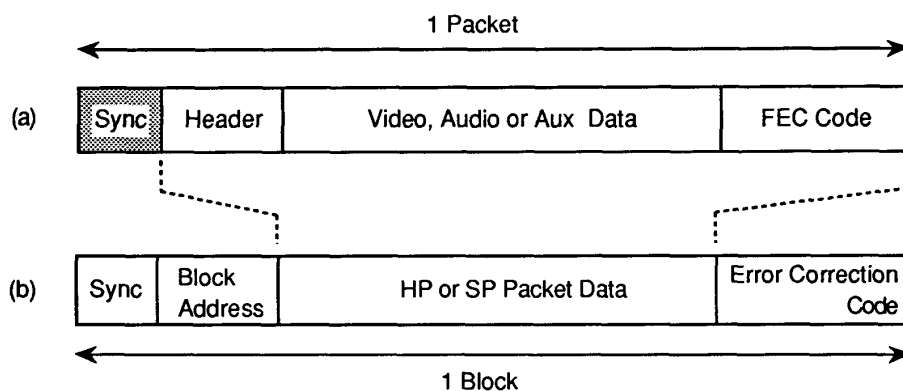 1 Packet
(a)
Sync
Header
Video, Audio or Aux Data
FEC Code
(b)
Sync
Block
Address
HP or SP Packet Data
Error Correction
Code
1 Block